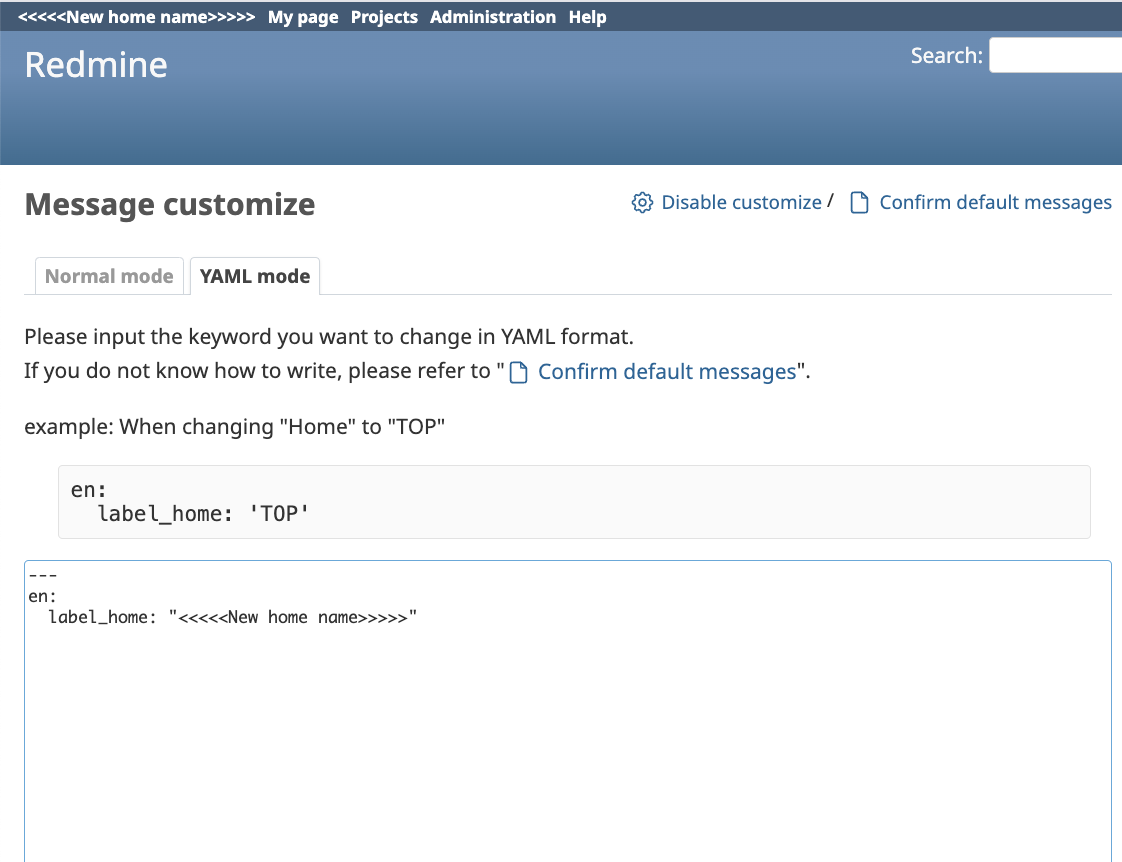 <<<<<New home name>>>>> My page Projects Administration Help
Redmine
Search:
Message customize
Disable customize / Confirm default messages
Normal mode
YAML mode
Please input the keyword you want to change in YAML format.
If you do not know how to write, please refer to " Confirm default messages".
example: When changing "Home" to "TOP"
en:
  label_home: 'TOP'
---
en:
  label_home: "<<<<<New home name>>>>>"